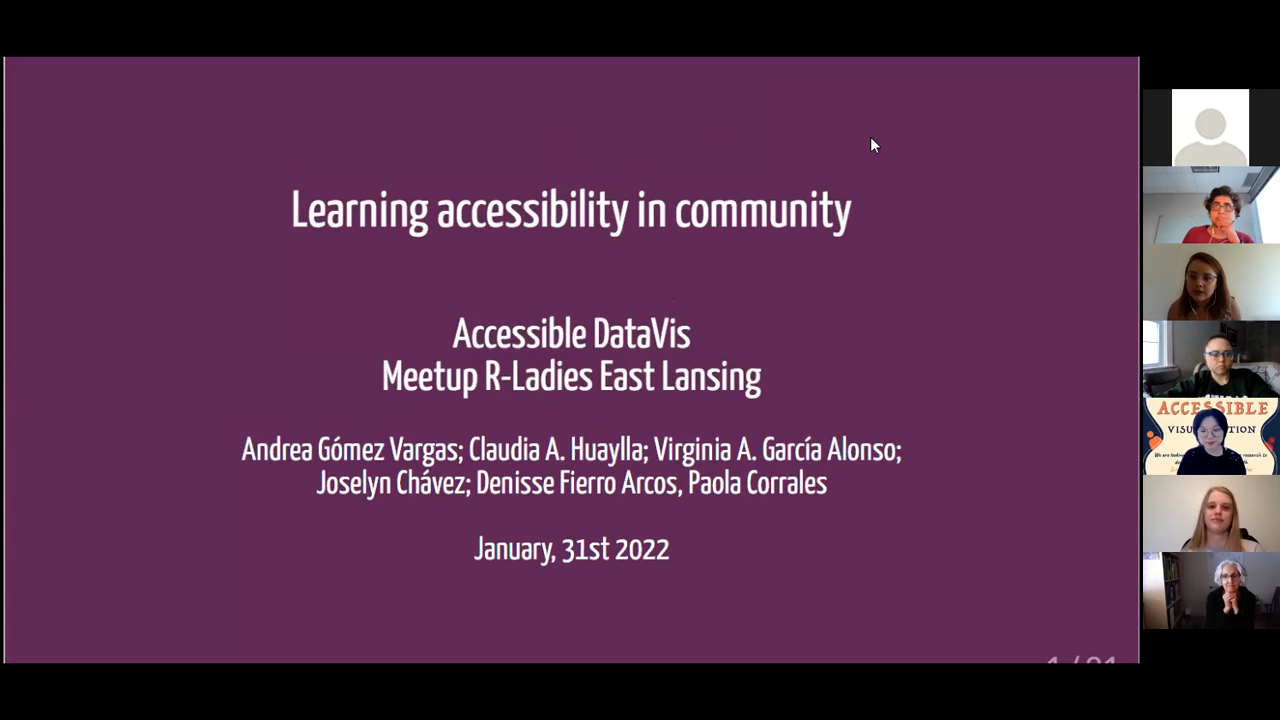 Learning accessibility in community
Accessible DataVis
Meetup R-Ladies East Lansing
Andrea Gómez Vargas; Claudia A. Huaylla; Virginia A. García Alonso;
Joselyn Chávez; Denisse Fierro Arcos, Paola Corrales
January, 31st 2022
ACCESSIBLE